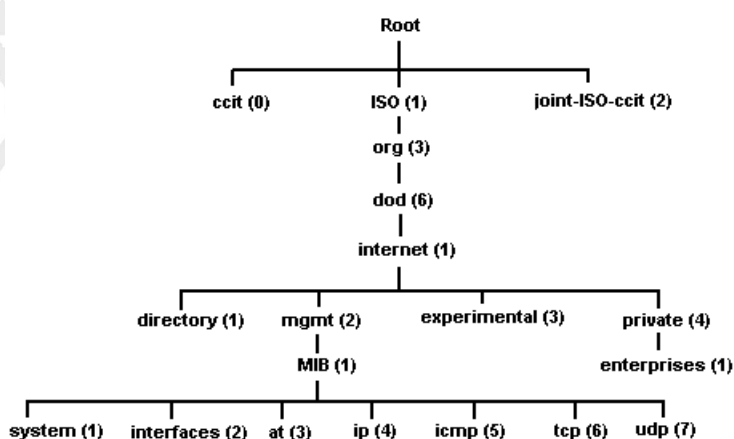 Root
ccit (0) ISO (1) joint-ISO-ccit (2)
org (3)
dod (6)
internet (1)
directory (1) mgmt (2) experimental (3) private (4)
MIB (1) enterprises (1)
system (1) interfaces (2) at (3) ip (4) icmp (5) tcp (6) udp (7)